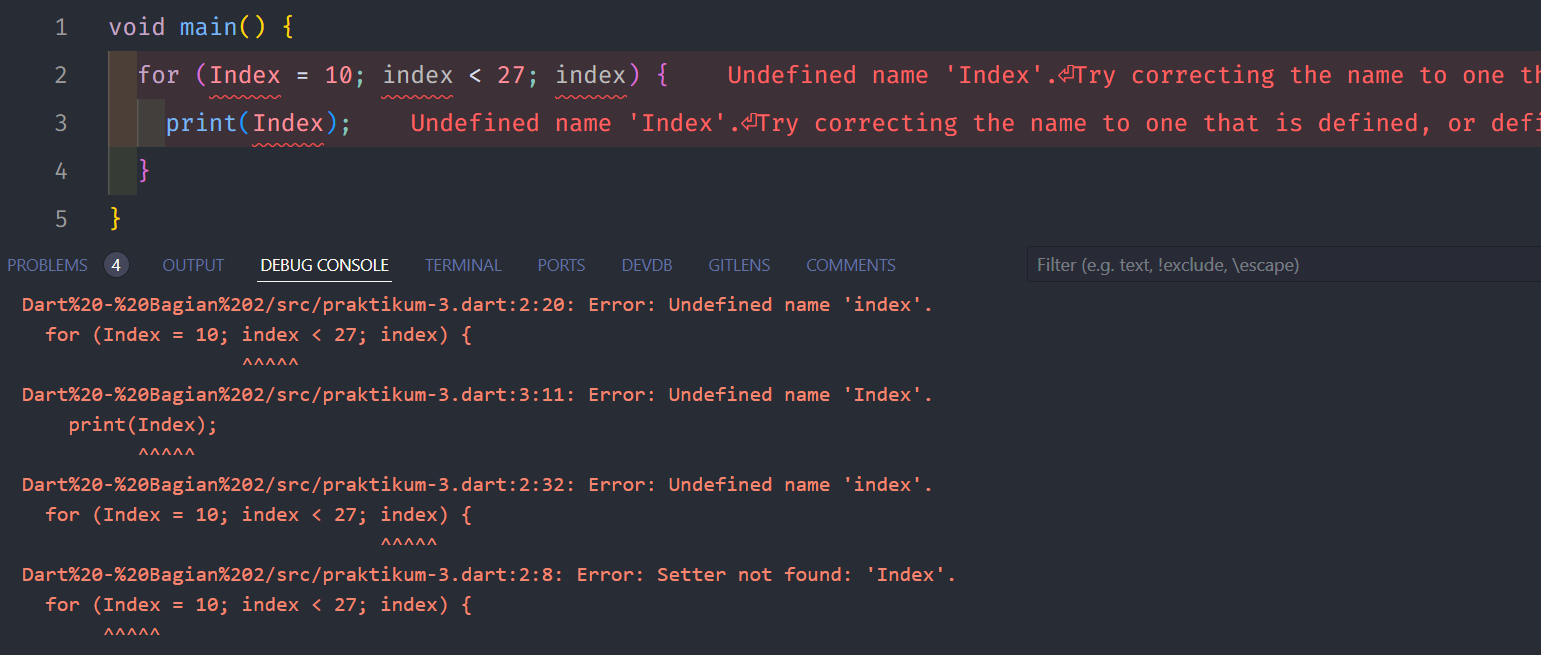 1 void main() {
2 for (Index = 10; index < 27; index) { Undefined name 'Index'.⏎Try correcting the name to one th
3 print(Index); Undefined name 'Index'.⏎Try correcting the name to one that is defined, or defi
4 }
5 }
PROBLEMS 4 OUTPUT DEBUG CONSOLE TERMINAL PORTS DEVDB GITLENS COMMENTS Filter (e.g. text, !exclude, \escape)
Dart%20-%20Bagian%202/src/praktikum-3.dart:2:20: Error: Undefined name 'index'.
for (Index = 10; index < 27; index) {
^^^^^
Dart%20-%20Bagian%202/src/praktikum-3.dart:3:11: Error: Undefined name 'Index'.
print(Index);
^^^^^
Dart%20-%20Bagian%202/src/praktikum-3.dart:2:32: Error: Undefined name 'index'.
for (Index = 10; index < 27; index) {
^^^^^
Dart%20-%20Bagian%202/src/praktikum-3.dart:2:8: Error: Setter not found: 'Index'.
for (Index = 10; index < 27; index) {
^^^^^